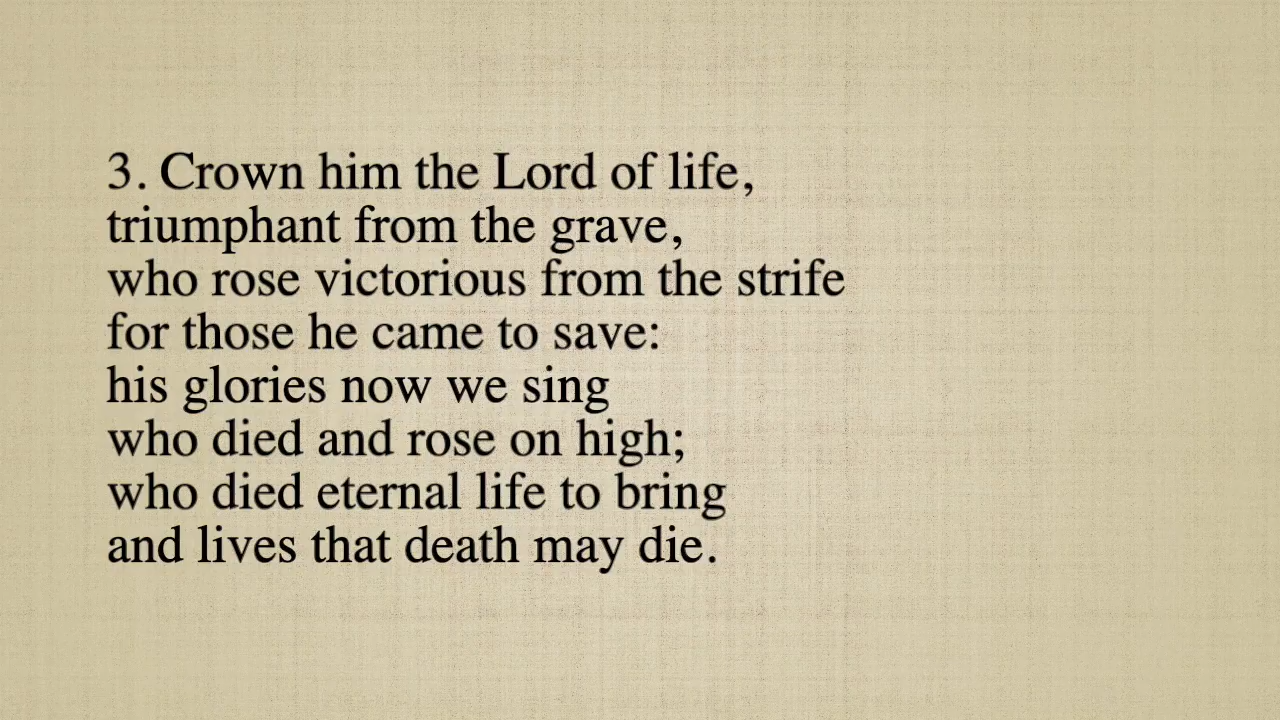 3. Crown him the Lord of life,
triumphant from the grave,
who rose victorious from the strife
for those he came to save:
his glories now we sing
who died and rose on high;
who died eternal life to bring
and lives that death may die.